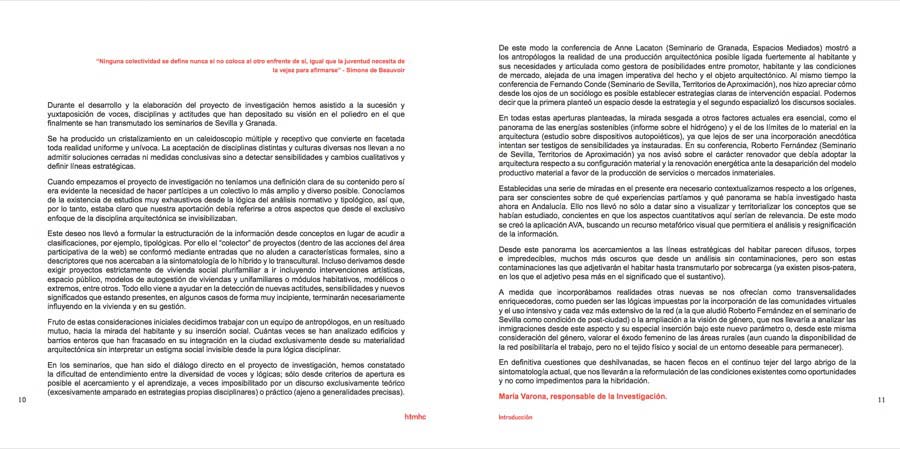 "Ninguna colectividad se define nunca si no coloca al otro enfrente de sí, igual que la juventud necesita de
la vejez para afirmarse" - Simone de Beauvoir
Durante el desarrollo y la elaboración del proyecto de investigación hemos asistido a la sucesión y
yuxtaposición de voces, disciplinas y actitudes que han depositado su visión en el poliedro en el que
finalmente se han transmutado los seminarios de Sevilla y Granada.
Se ha producido un cristalizamiento en un caleidoscopio múltiple y receptivo que convierte en facetada
toda realidad uniforme y unívoca. La aceptación de disciplinas distintas y culturas diversas nos llevan a no
admitir soluciones cerradas ni medidas conclusivas sino a detectar sensibilidades y cambios cualitativos y
definir líneas estratégicas.
Cuando empezamos el proyecto de investigación no teníamos una definición clara de su contenido pero sí
era evidente la necesidad de hacer partícipes a un colectivo lo más amplio y diverso posible. Conocíamos
de la existencia de estudios muy exhaustivos desde la lógica del análisis normativo y tipológico, así que,
por lo tanto, estaba claro que nuestra aportación debía referirse a otros aspectos que desde el exclusivo
enfoque de la disciplina arquitectónica se invisibilizaban.
Este deseo nos llevó a formular la estructuración de la información desde conceptos en lugar de acudir a
clasificaciones, por ejemplo, tipológicas. Por ello el "colector" de proyectos (dentro de las acciones del área
participativa de la web) se conformó mediante entradas que no aluden a características formales, sino a
descriptores que nos acercaban a la sintomatología de lo híbrido y lo transcultural. Incluso derivamos desde
exigir proyectos estrictamente de vivienda social plurifamiliar a ir incluyendo intervenciones artísticas,
espacio público, modelos de autogestión de viviendas y unifamiliares o módulos habitativos, modélicos o
extremos, entre otros. Todo ello viene a ayudar en la detección de nuevas actitudes, sensibilidades y nuevos
significados que estando presentes, en algunos casos de forma muy incipiente, terminarán necesariamente
influyendo en la vivienda y en su gestión.
Fruto de estas consideraciones iniciales decidimos trabajar con un equipo de antropólogos, en un resituado
mutuo, hacia la mirada del habitante y su inserción social. Cuántas veces se han analizado edificios y
barrios enteros que han fracasado en su integración en la ciudad exclusivamente desde su materialidad
arquitectónica sin interpretar un estigma social invisible desde la pura lógica disciplinar.
En los seminarios, que han sido el diálogo directo en el proyecto de investigación, hemos constatado
la dificultad de entendimiento entre la diversidad de voces y lógicas; sólo desde criterios de apertura es
posible el acercamiento y el aprendizaje, a veces imposibilitado por un discurso exclusivamente teórico
(excesivamente amparado en estrategias propias disciplinares) o práctico (ajeno a generalidades precisas).
10
htmhc
De este modo la conferencia de Anne Lacaton (Seminario de Granada, Espacios Mediados) mostró a
los antropólogos la realidad de una producción arquitectónica posible ligada fuertemente al habitante y
sus necesidades y articulada como gestora de posibilidades entre promotor, habitante y las condiciones
de mercado, alejada de una imagen imperativa del hecho y el objeto arquitectónico. Al mismo tiempo la
conferencia de Fernando Conde (Seminario de Sevilla, Territorios de Aproximación), nos hizo apreciar cómo
desde los ojos de un sociólogo es posible establecer estrategias claras de intervención espacial. Podemos
decir que la primera planteó un espacio desde la estrategia y el segundo espacializó los discursos sociales.
En todas estas aperturas planteadas, la mirada sesgada a otros factores actuales era esencial, como el
panorama de las energías sostenibles (informe sobre el hidrógeno) y el de los límites de lo material en la
arquitectura (estudio sobre dispositivos autopoiéticos), ya que lejos de ser una incorporación anecdótica
intentan ser testigos de sensibilidades ya instauradas. En su conferencia, Roberto Fernández (Seminario
de Sevilla, Territorios de Aproximación) ya nos avisó sobre el carácter renovador que debía adoptar la
arquitectura respecto a su configuración material y la renovación energética ante la desaparición del modelo
productivo material a favor de la producción de servicios o mercados inmateriales.
Establecidas una serie de miradas en el presente era necesario contextualizarnos respecto a los orígenes,
para ser conscientes sobre de qué experiencias partíamos y qué panorama se había investigado hasta
ahora en Andalucía. Ello nos llevó no sólo a datar sino a visualizar y territorializar los conceptos que se
habían estudiado, concientes en que los aspectos cuantitativos aquí serían de relevancia. De este modo
se creó la aplicación AVA, buscando un recurso metafórico visual que permitiera el análisis y resignificación
de la información.
Desde este panorama los acercamientos a las líneas estratégicas del habitar parecen difusos, torpes
e impredecibles, muchos más oscuros que desde un análisis sin contaminaciones, pero son estas
contaminaciones las que adjetivarán el habitar hasta transmutarlo por sobrecarga (ya existen pisos-patera,
en los que el adjetivo pesa más en el significado que el sustantivo).
A medida que incorporábamos realidades otras nuevas se nos ofrecían como transversalidades
enriquecedoras, como pueden ser las lógicas impuestas por la incorporación de las comunidades virtuales
y el uso intensivo y cada vez más extensivo de la red (a la que aludió Roberto Fernández en el seminario de
Sevilla como condición de post-ciudad) o la ampliación a la visión de género, que nos llevaría a analizar las
inmigraciones desde este aspecto y su especial inserción bajo este nuevo parámetro o, desde esta misma
consideración del género, valorar el éxodo femenino de las áreas rurales (aun cuando la disponibilidad de
la red posibilitaría el trabajo, pero no el tejido físico y social de un entorno deseable para permanecer).
En definitiva cuestiones que deshilvanadas, se hacen flecos en el continuo tejer del largo abrigo de la
sintomatología actual, que nos llevarán a la reformulación de las condiciones existentes como oportunidades
y no como impedimentos para la hibridación.
María Varona, responsable de la Investigación.
11
Introducción